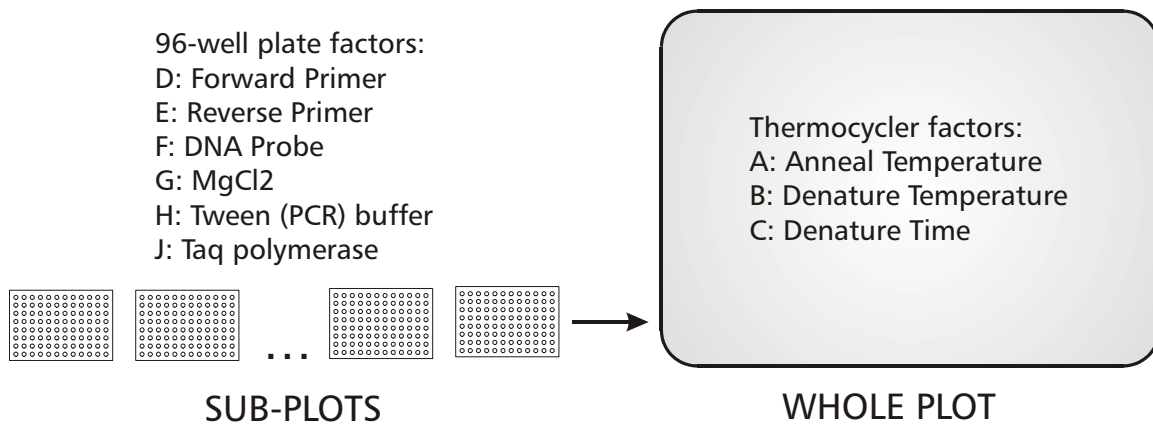 96-well plate factors:
D: Forward Primer
E: Reverse Primer
F: DNA Probe
G: MgCl2
H: Tween (PCR) buffer
J: Taq polymerase
...
SUB-PLOTS
Thermocycler factors:
A: Anneal Temperature
B: Denature Temperature
C: Denature Time
WHOLE PLOT